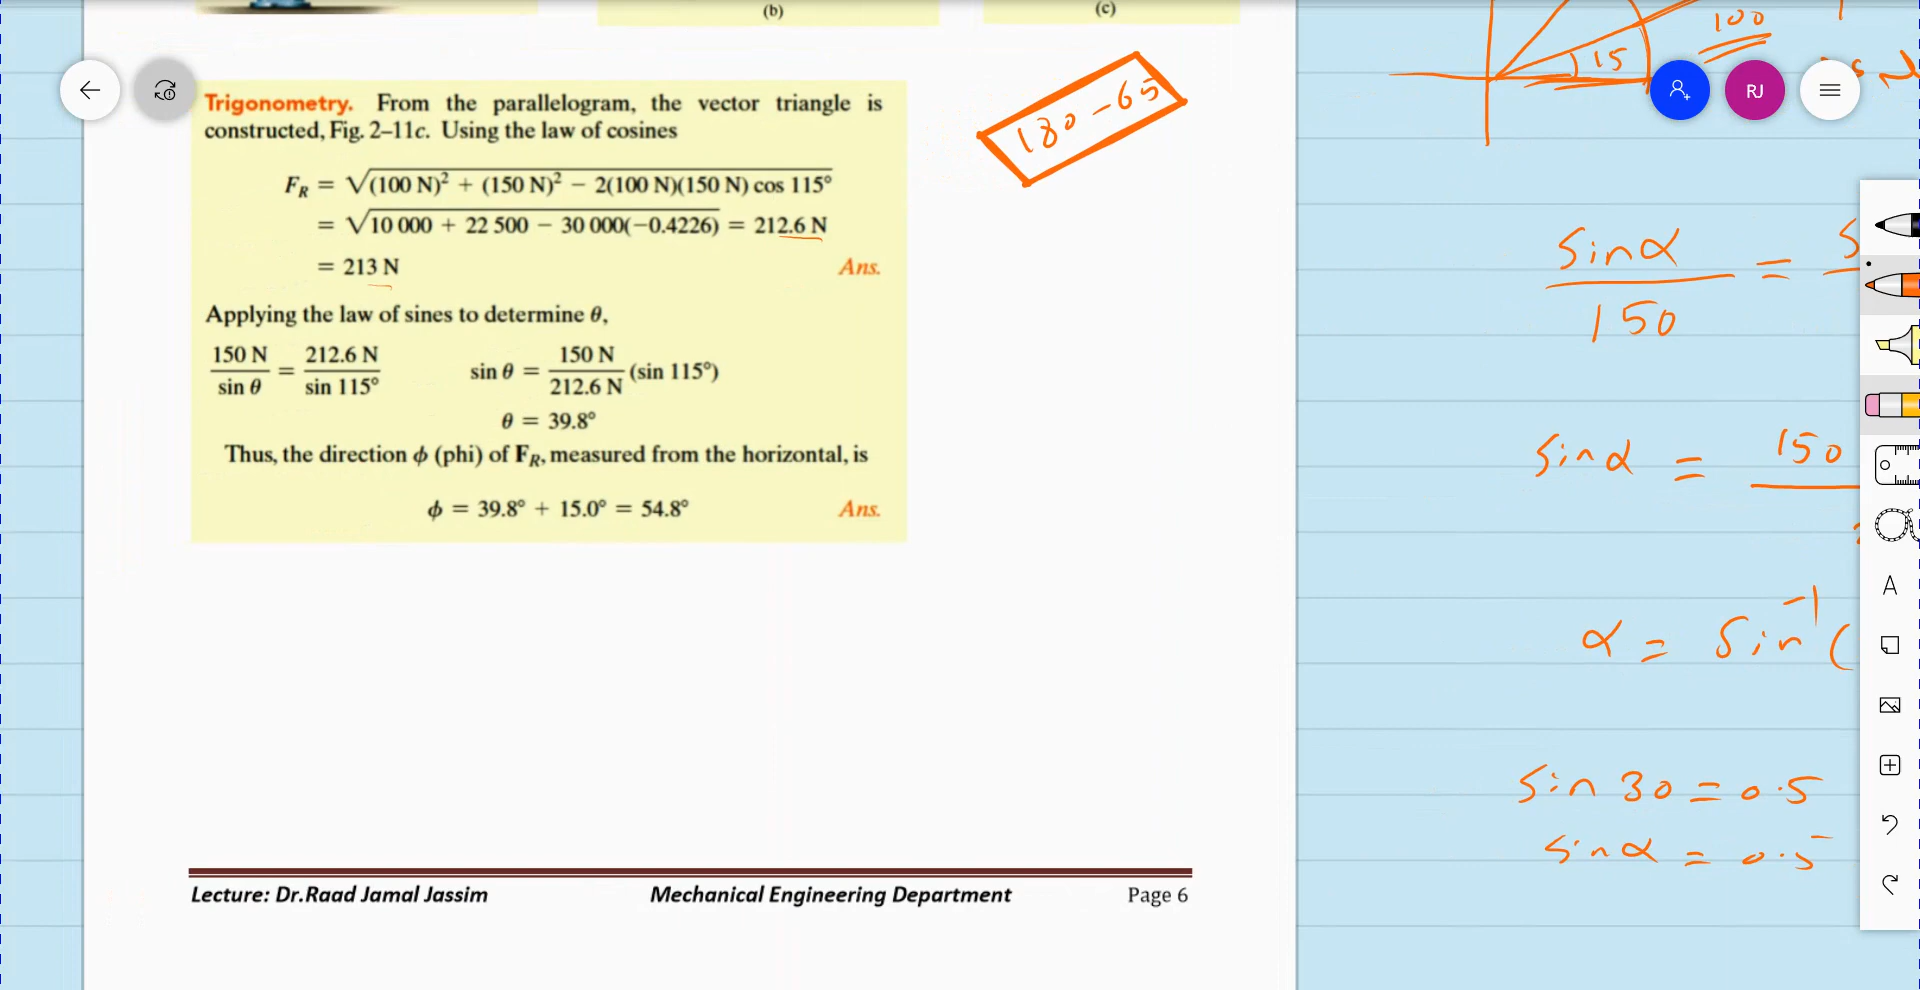 (b)
(c)
Trigonometry. From the parallelogram, the vector triangle is
constructed, Fig. 2–11c. Using the law of cosines
F_R = √(100 N)² + (150 N)² − 2(100 N)(150 N) cos 115°
= √10 000 + 22 500 − 30 000(−0.4226) = 212.6 N
= 213 N Ans.
Applying the law of sines to determine θ,
150 N / sin θ = 212.6 N / sin 115° sin θ = 150 N / 212.6 N (sin 115°)
θ = 39.8°
Thus, the direction ϕ (phi) of F_R, measured from the horizontal, is
ϕ = 39.8° + 15.0° = 54.8° Ans.
Lecture: Dr.Raad Jamal Jassim Mechanical Engineering Department Page 6
180-65
100
15
RJ
sin α / 150 =
sin α = 150
α = sin⁻¹(
sin 30 = 0.5
sin α = 0.5
A